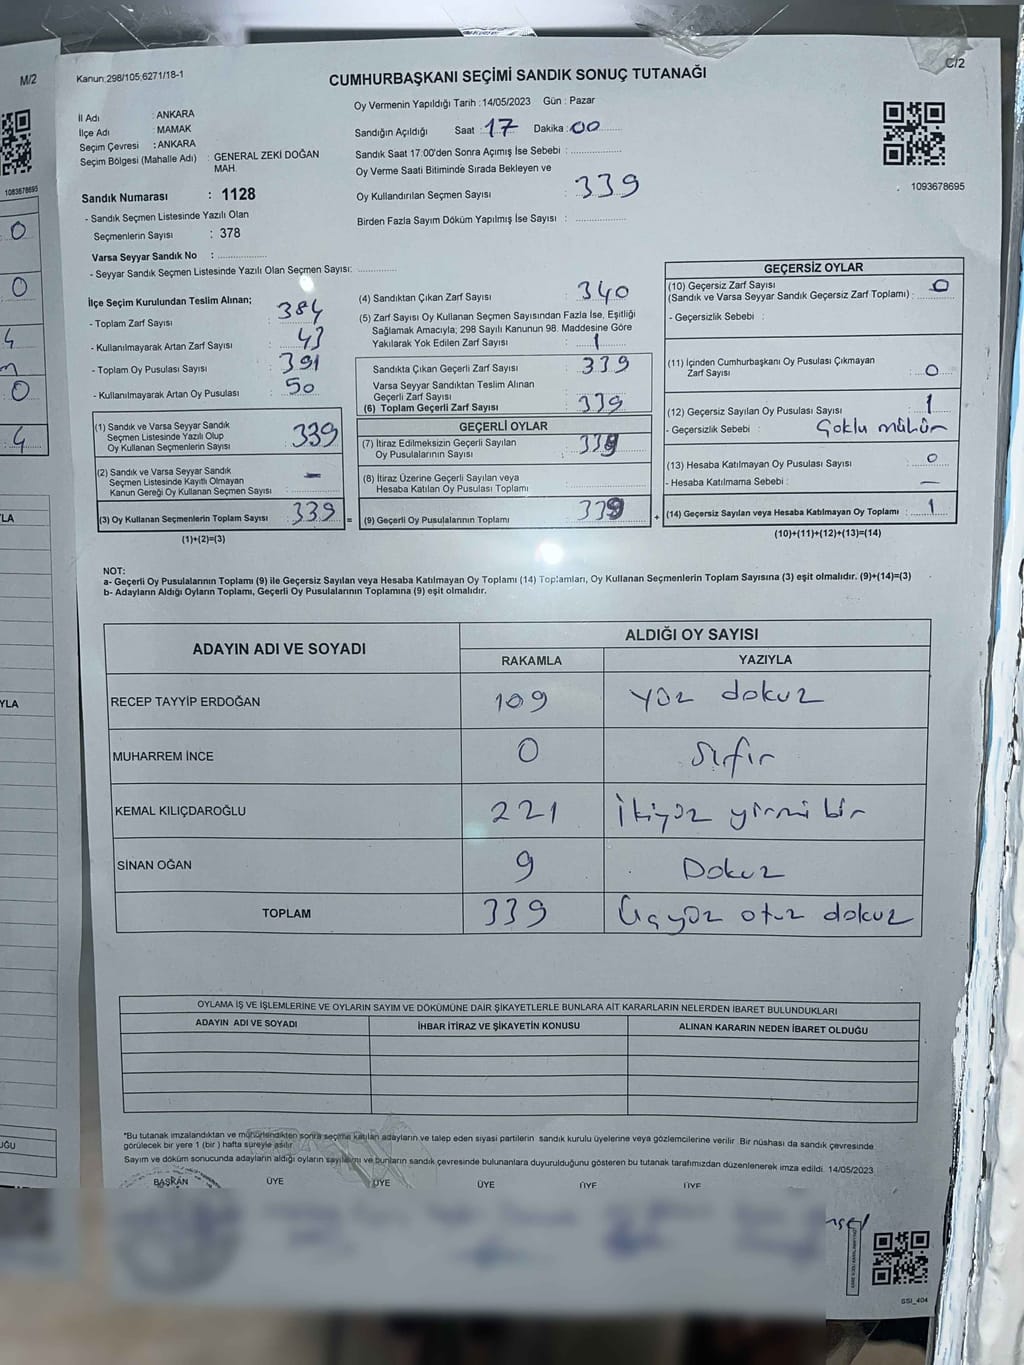 M/2
1093678695
0
0
4
0
4
YLA
YLA
UĞU
Kanun:298/105;6271/18-1
C/2
CUMHURBAŞKANI SEÇİMİ SANDIK SONUÇ TUTANAĞI
İl Adı : ANKARA
İlçe Adı : MAMAK
Seçim Çevresi : ANKARA
Seçim Bölgesi (Mahalle Adı) : GENERAL ZEKİ DOĞAN
MAH.
Sandık Numarası : 1128
- Sandık Seçmen Listesinde Yazılı Olan
Seçmenlerin Sayısı : 378
Varsa Seyyar Sandık No : ..............
- Seyyar Sandık Seçmen Listesinde Yazılı Olan Seçmen Sayısı: ............
Oy Vermenin Yapıldığı Tarih :14/05/2023 Gün : Pazar
Sandığın Açıldığı Saat : 17 Dakika : 00
Sandık Saat 17.00'den Sonra Açımış İse Sebebi : ..............
Oy Verme Saati Bitiminde Sırada Bekleyen ve
Oy Kullandırılan Seçmen Sayısı : 339
Birden Fazla Sayım Döküm Yapılmış İse Sayısı : ..............
1093678695
İlçe Seçim Kurulundan Teslim Alınan;
- Toplam Zarf Sayısı : 384
- Kullanılmayarak Artan Zarf Sayısı : 43
- Toplam Oy Pusulası Sayısı : 391
- Kullanılmayarak Artan Oy Pusulası : 50
(1) Sandık ve Varsa Seyyar Sandık
Seçmen Listesinde Yazılı Olup
Oy Kullanan Seçmenlerin Sayısı : 339
(2) Sandık ve Varsa Seyyar Sandık
Seçmen Listesinde Kayıtlı Olmayan
Kanun Gereği Oy Kullanan Seçmen Sayısı : —
(3) Oy Kullanan Seçmenlerin Toplam Sayısı : 339 =
(1)+(2)=(3)
(4) Sandıktan Çıkan Zarf Sayısı : 340
(5) Zarf Sayısı Oy Kullanan Seçmen Sayısından Fazla İse, Eşitliği
Sağlamak Amacıyla; 298 Sayılı Kanunun 98. Maddesine Göre
Yakılarak Yok Edilen Zarf Sayısı : 1
Sandıkta Çıkan Geçerli Zarf Sayısı : 339
Varsa Seyyar Sandıktan Teslim Alınan
Geçerli Zarf Sayısı :
(6) Toplam Geçerli Zarf Sayısı : 339
GEÇERLİ OYLAR
(7) İtiraz Edilmeksizin Geçerli Sayılan
Oy Pusulalarının Sayısı :
(8) İtiraz Üzerine Geçerli Sayılan veya
Hesaba Katılan Oy Pusulası Toplamı :
(9) Geçerli Oy Pusulalarının Toplamı : +
GEÇERSİZ OYLAR
(10) Geçersiz Zarf Sayısı
(Sandık ve Varsa Seyyar Sandık Geçersiz Zarf Toplamı) : 0
- Geçersizlik Sebebi :
(11) İçinden Cumhurbaşkanı Oy Pusulası Çıkmayan
Zarf Sayısı : 0
(12) Geçersiz Sayılan Oy Pusulası Sayısı : 1
- Geçersizlik Sebebi : Çoklu mühür
(13) Hesaba Katılmayan Oy Pusulası Sayısı : 0
- Hesaba Katılmama Sebebi : —
(14) Geçersiz Sayılan veya Hesaba Katılmayan Oy Toplamı : 1
(10)+(11)+(12)+(13)=(14)
NOT:
a- Geçerli Oy Pusulalarının Toplamı (9) ile Geçersiz Sayılan veya Hesaba Katılmayan Oy Toplamı (14) Toplamları, Oy Kullanan Seçmenlerin Toplam Sayısına (3) eşit olmalıdır. (9)+(14)=(3)
b- Adayların Aldığı Oyların Toplamı, Geçerli Oy Pusulalarının Toplamına (9) eşit olmalıdır.
ADAYIN ADI VE SOYADI ALDIĞI OY SAYISI
RAKAMLA YAZIYLA
RECEP TAYYİP ERDOĞAN 109 yüz dokuz
MUHARREM İNCE 0 Sıfır
KEMAL KILIÇDAROĞLU 221 İkiyüz yirmi bir
SİNAN OĞAN 9 Dokuz
TOPLAM 339 Üçyüz otuz dokuz
OYLAMA İŞ VE İŞLEMLERİNE VE OYLARIN SAYIM VE DÖKÜMÜNE DAİR ŞİKAYETLERLE BUNLARA AİT KARARLARIN NELERDEN İBARET BULUNDUKLARI
ADAYIN ADI VE SOYADI İHBAR İTİRAZ VE ŞİKAYETİN KONUSU ALINAN KARARIN NEDEN İBARET OLDUĞU
*Bu tutanak imzalandıktan ve mühürlendikten sonra seçime katılan adayların ve talep eden siyasi partilerin sandık kurulu üyelerine veya gözlemcilerine verilir. Bir nüshası da sandık çevresinde
görülecek bir yere 1 (bir ) hafta süreyle asılır.
Sayım ve döküm sonucunda adayların aldığı oyların sayılarını ve bunların sandık çevresinde bulunanlara duyurulduğunu gösteren bu tutanak tarafımızdan düzenlenerek imza edildi. 14/05/2023
BAŞKAN ÜYE ÜYE ÜYE ÜYE ÜYE
SSI_404